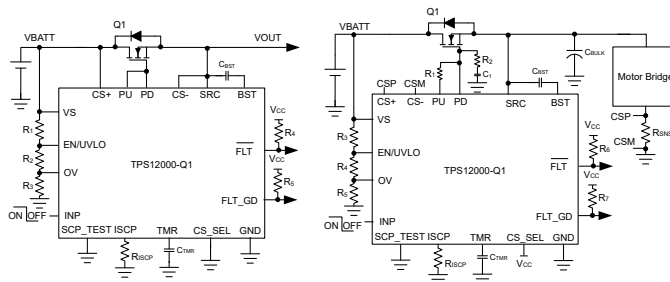 Q1
VBATT
VOUT
CBST
CS+
PU
PD
CS-
SRC
BST
VS
R1
EN/UVLO
R2
OV
R3
TPS12000-Q1
VCC
R4
FLT
VCC
R5
FLT_GD
ON
OFF
INP
SCP_TEST
ISCP
TMR
CS_SEL
GND
RISCP
CTMR
Q1
VBATT
R2
R1
C1
CBULK
Motor Bridge
CSP
CSM
CBST
CS+
CS-
PU
PD
SRC
BST
CSP
RSNS
CSM
VS
R3
EN/UVLO
R4
OV
R5
TPS12000-Q1
VCC
R6
FLT
VCC
R7
FLT_GD
ON
OFF
INP
SCP_TEST
ISCP
TMR
CS_SEL
GND
RISCP
CTMR
VCC